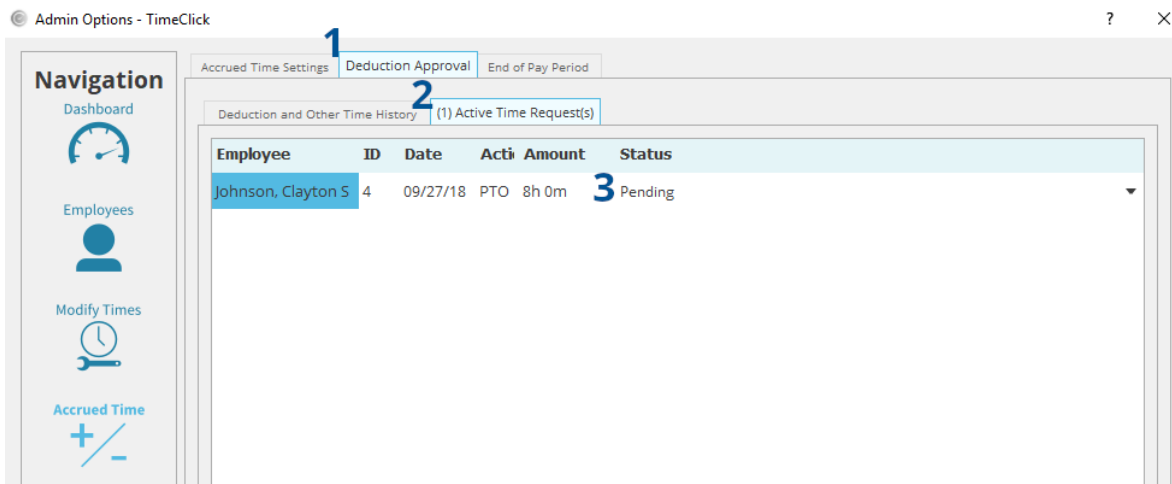 Admin Options - TimeClick
?
1
Navigation
Dashboard
Employees
Modify Times
Accrued Time
Accrued Time Settings Deduction Approval End of Pay Period
2
Deduction and Other Time History (1) Active Time Request(s)
Employee ID Date Acti Amount Status
Johnson, Clayton S 4 09/27/18 PTO 8h 0m 3 Pending